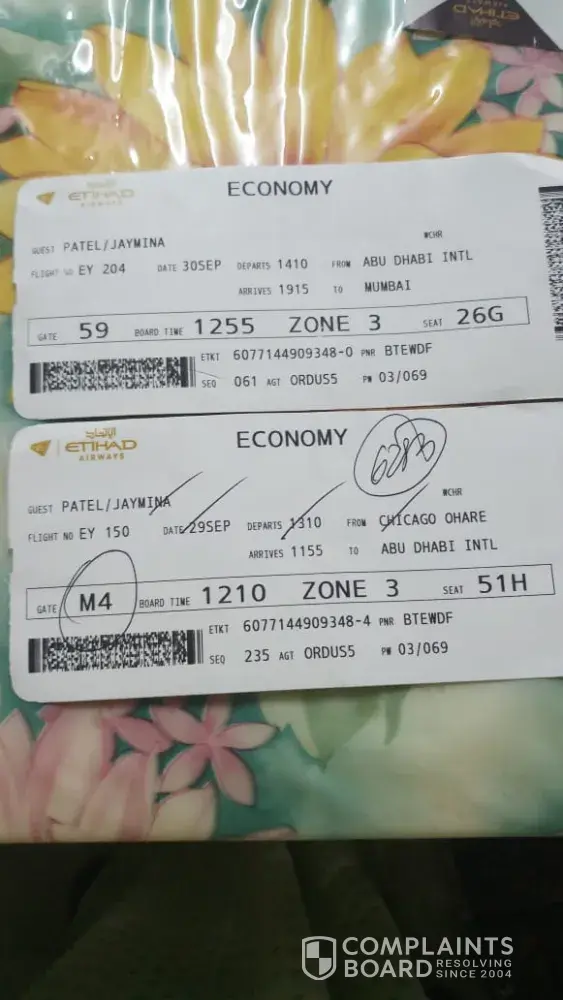 ETIHAD
الإتحاد
ETIHAD
AIRWAYS
ECONOMY
WCHR
GUEST PATEL/JAYMINA
FLIGHT NO EY 204 DATE 30SEP DEPARTS 1410 FROM ABU DHABI INTL
ARRIVES 1915 TO MUMBAI
GATE 59 BOARD TIME 1255 ZONE 3 SEAT 26G
ETKT 6077144909348-0 PNR BTEWDF
SEQ 061 AGT ORDUS5 PW 03/069
الإتحاد
ETIHAD
AIRWAYS
ECONOMY
WCHR
GUEST PATEL/JAYMINA
FLIGHT NO EY 150 DATE 29SEP DEPARTS 1310 FROM CHICAGO OHARE
ARRIVES 1155 TO ABU DHABI INTL
GATE M4 BOARD TIME 1210 ZONE 3 SEAT 51H
ETKT 6077144909348-4 PNR BTEWDF
SEQ 235 AGT ORDUS5 PW 03/069
COMPLAINTS
BOARD RESOLVING
SINCE 2004